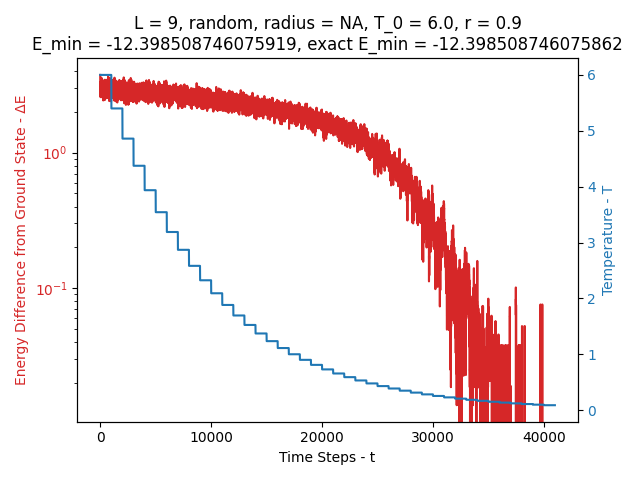 L = 9, random, radius = NA, T_0 = 6.0, r = 0.9
E_min = -12.398508746075919, exact E_min = -12.398508746075862
Energy Difference from Ground State - ΔE
10^0
10^-1
6
5
4
3
2
1
0
Temperature - T
0
10000
20000
30000
40000
Time Steps - t